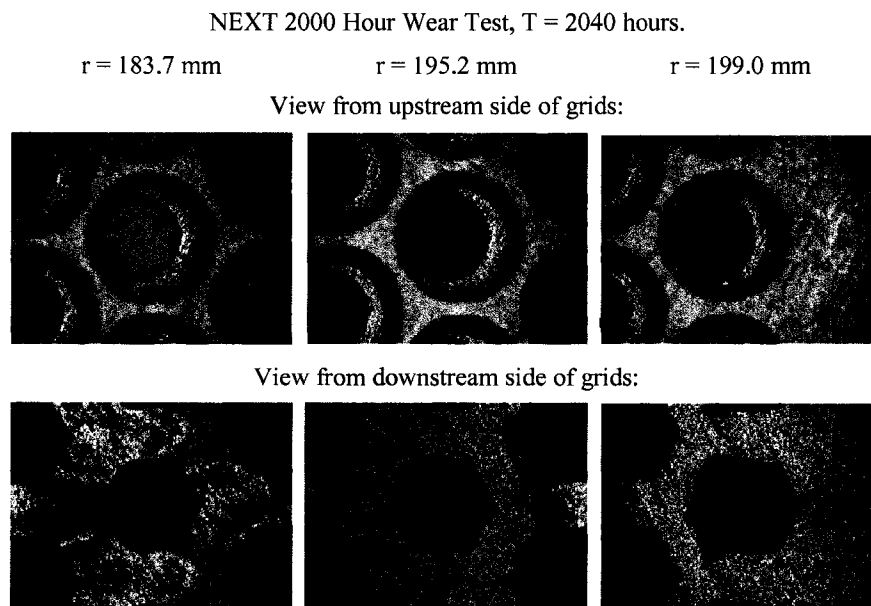 NEXT 2000 Hour Wear Test, T = 2040 hours.
r = 183.7 mm r = 195.2 mm r = 199.0 mm
View from upstream side of grids:
View from downstream side of grids: